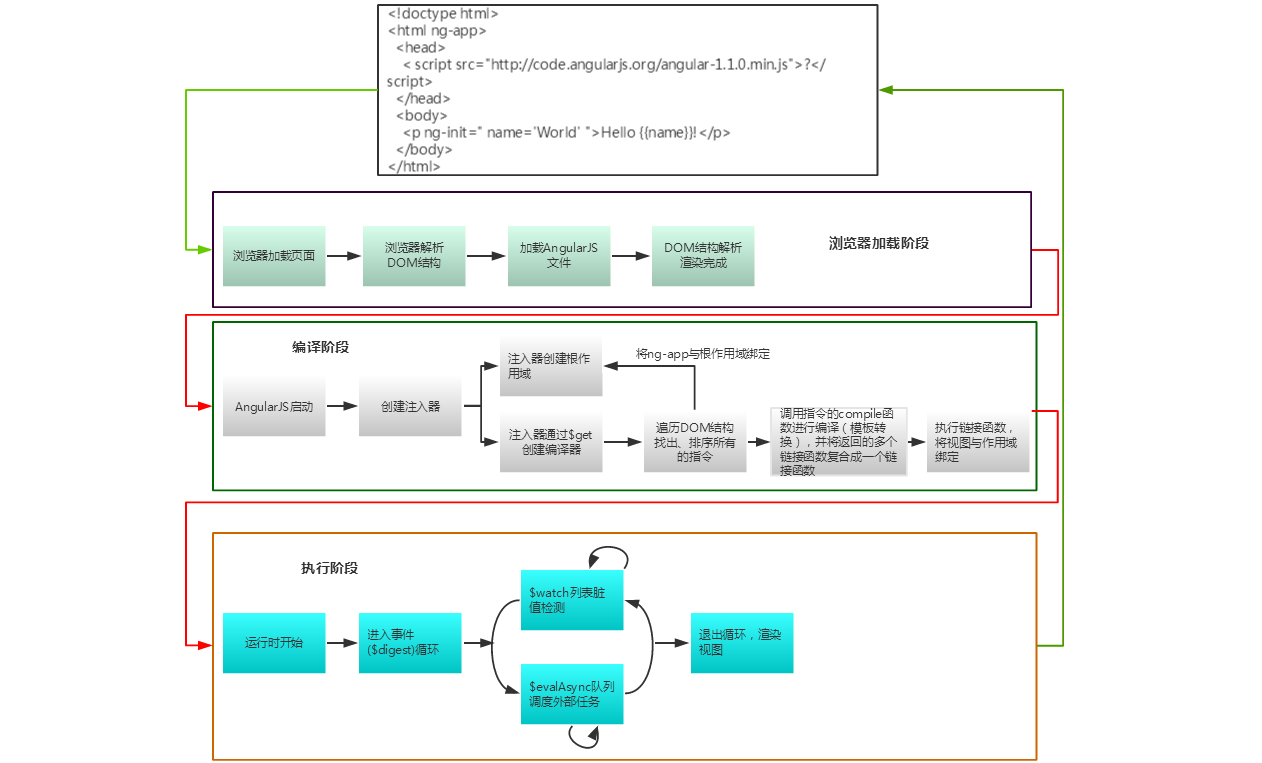 <!doctype html>
<html ng-app>
<head>
< script src="http://code.angularjs.org/angular-1.1.0.min.js">?</
script>
</head>
<body>
<p ng-init=" name='World' ">Hello {{name}}! </p>
</body>
</html>
浏览器加载阶段
浏览器加载页面
浏览器解析
DOM结构
加载AngularJS
文件
DOM结构解析
渲染完成
编译阶段
AngularJS启动
创建注入器
注入器创建根作
用域
将ng-app与根作用域绑定
注入器通过$get
创建编译器
遍历DOM结构
找出、排序所有
的指令
调用指令的compile函
数进行编译（模板转
换），并将返回的多个
链接函数复合成一个链
接函数
执行链接函数，
将视图与作用域
绑定
执行阶段
运行时开始
进入事件
($digest)循环
$watch列表脏
值检测
$evalAsync队列
调度外部任务
退出循环，渲染
视图